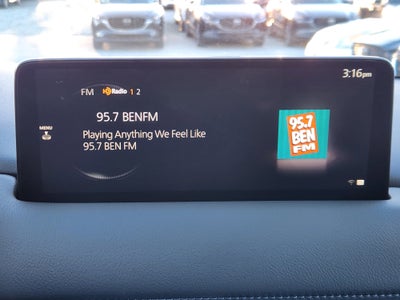 3:16pm
FM HD Radio 1 2
95.7 BENFM
MENU
Playing Anything We Feel Like
95.7 BEN FM
95.7
BEN
FM